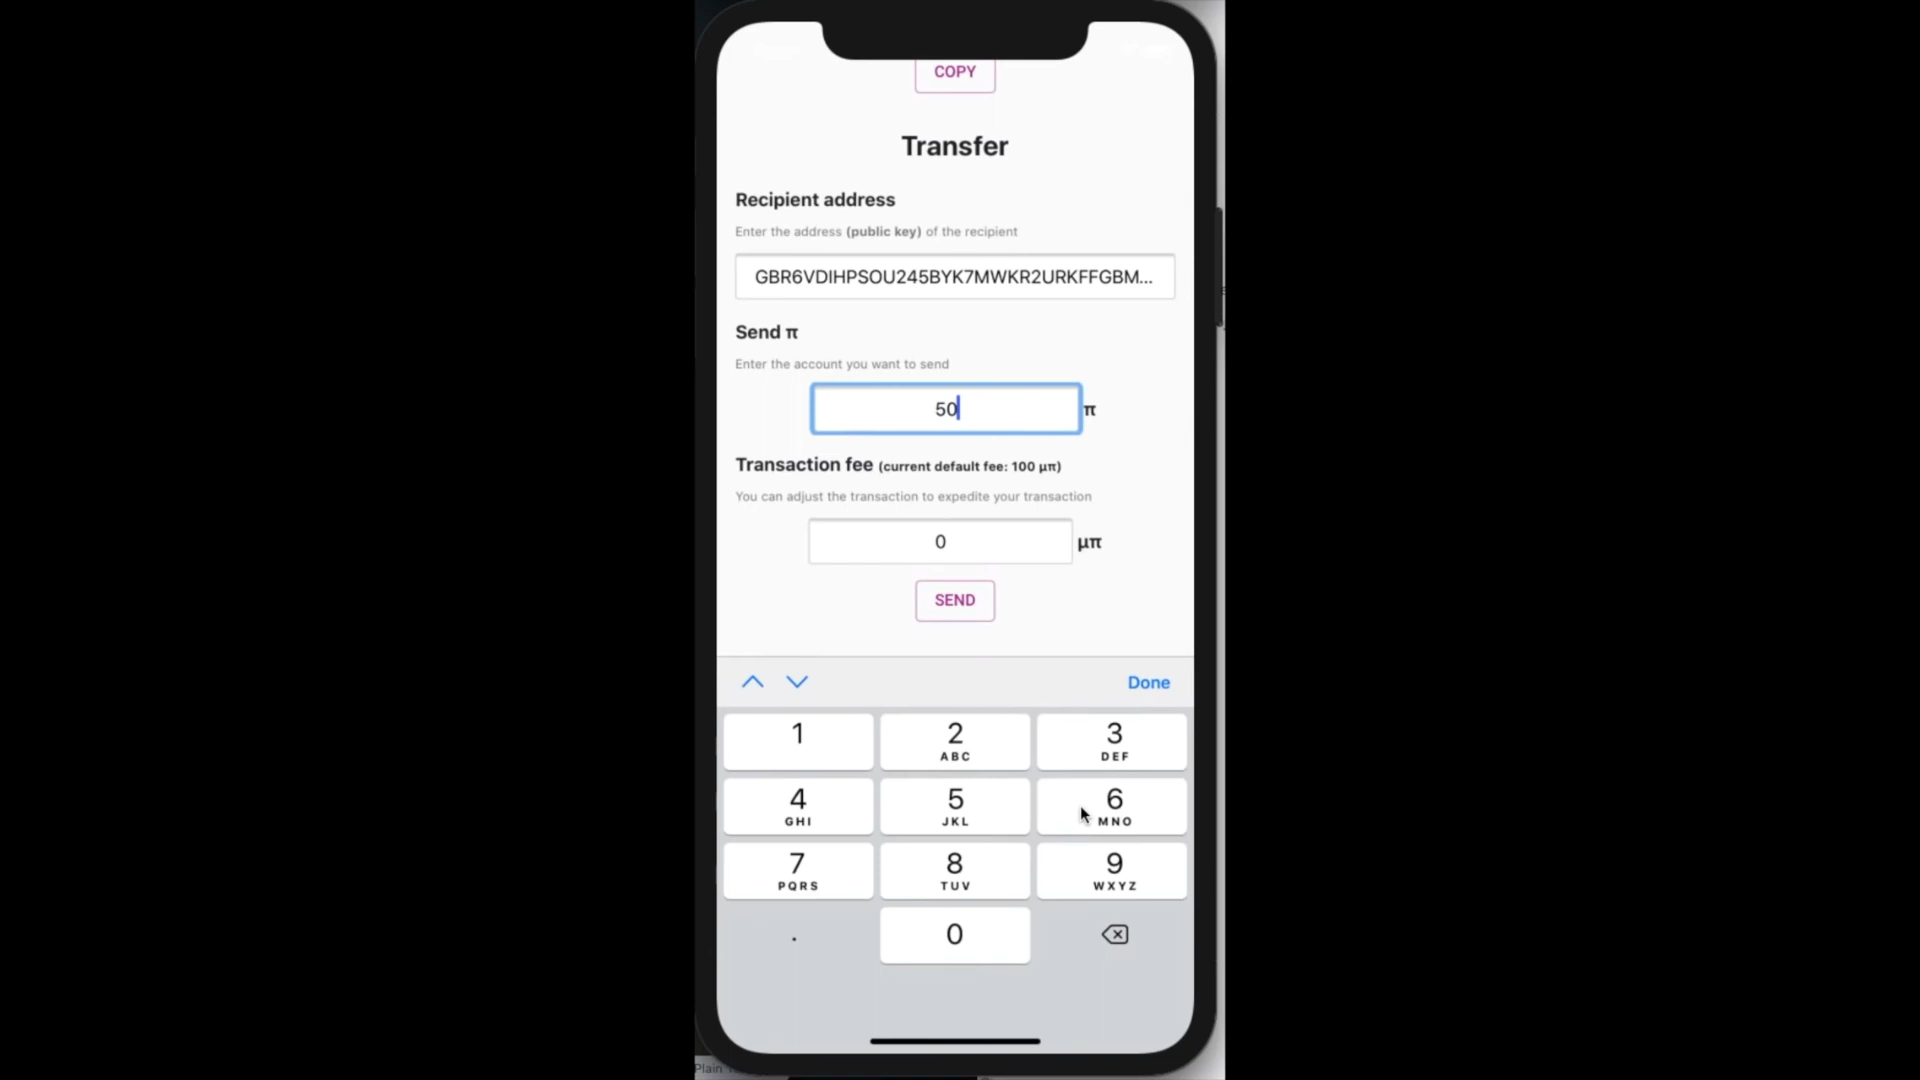 COPY
Transfer
Recipient address
Enter the address (public key) of the recipient
GBR6VDIHPSOU245BYK7MWKR2URKFFGBM...
Send π
Enter the account you want to send
50
π
Transaction fee (current default fee: 100 μπ)
You can adjust the transaction to expedite your transaction
0
μπ
SEND
Done
1
2
3
ABC
DEF
4
5
6
GHI
JKL
MNO
7
8
9
PQRS
TUV
WXYZ
.
0
Plain